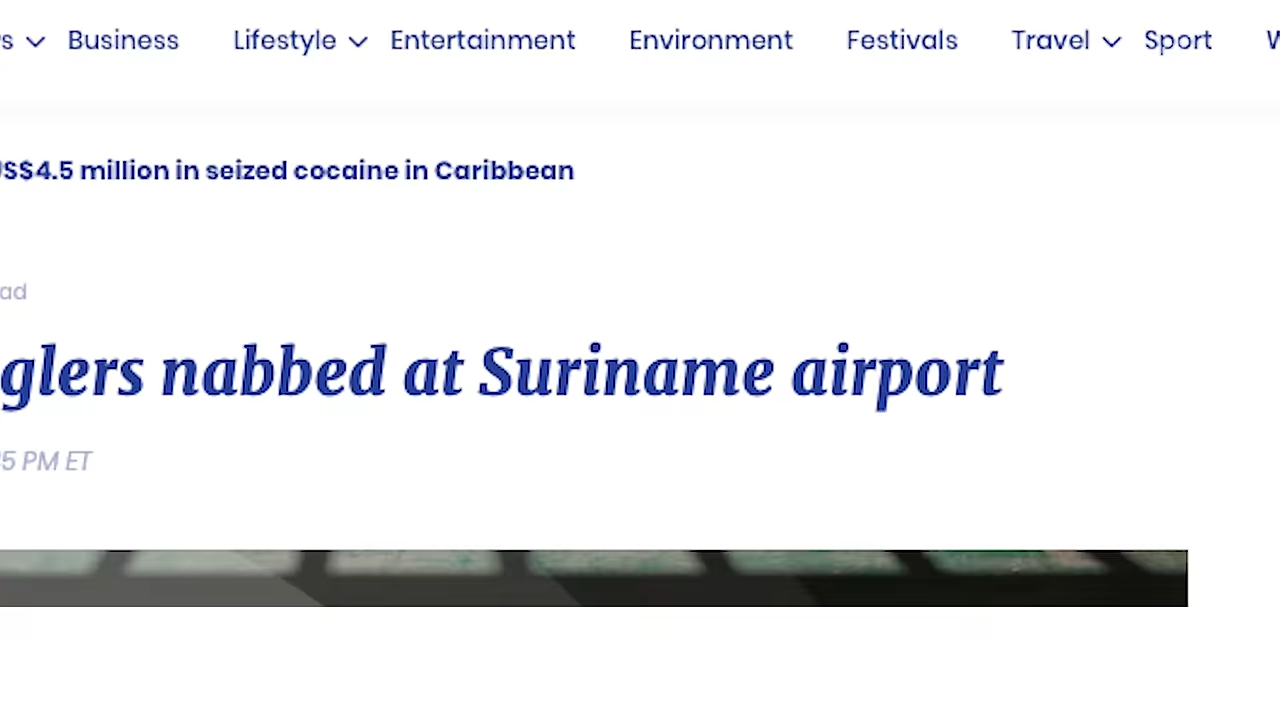 Business Lifestyle Entertainment Environment Festivals Travel Sport
US$4.5 million in seized cocaine in Caribbean
glers nabbed at Suriname airport
5 PM ET